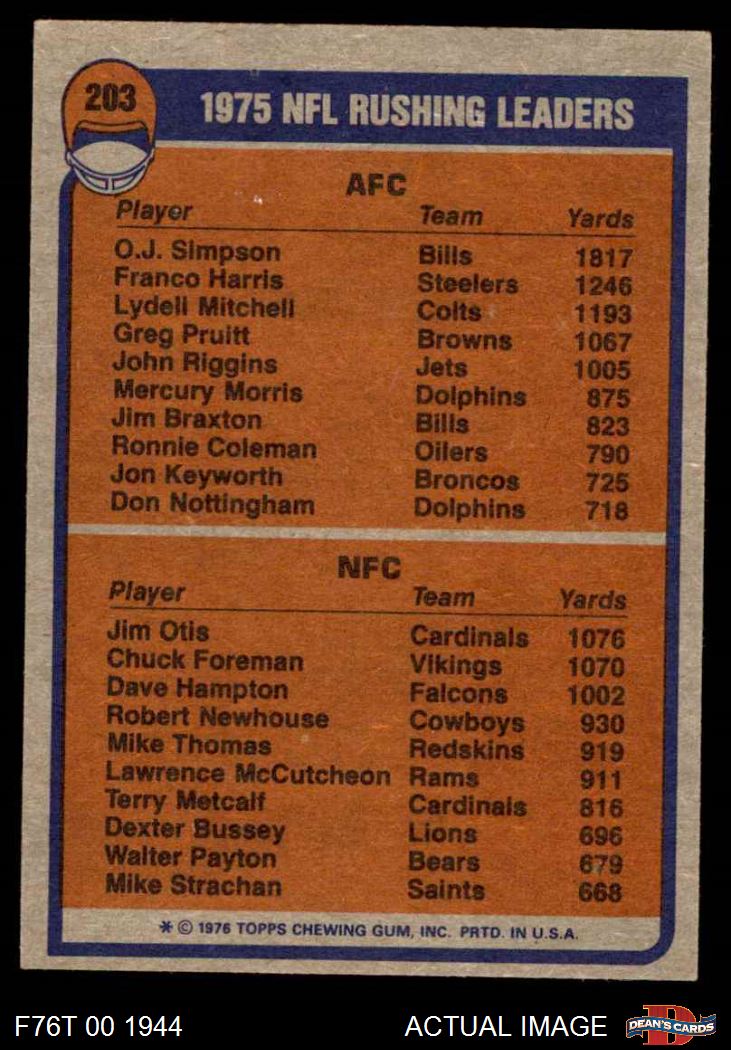 203
1975 NFL RUSHING LEADERS
AFC
Player Team Yards
O.J. Simpson Bills 1817
Franco Harris Steelers 1246
Lydell Mitchell Colts 1193
Greg Pruitt Browns 1067
John Riggins Jets 1005
Mercury Morris Dolphins 875
Jim Braxton Bills 823
Ronnie Coleman Oilers 790
Jon Keyworth Broncos 725
Don Nottingham Dolphins 718
NFC
Player Team Yards
Jim Otis Cardinals 1076
Chuck Foreman Vikings 1070
Dave Hampton Falcons 1002
Robert Newhouse Cowboys 930
Mike Thomas Redskins 919
Lawrence McCutcheon Rams 911
Terry Metcalf Cardinals 816
Dexter Bussey Lions 696
Walter Payton Bears 679
Mike Strachan Saints 668
* © 1976 TOPPS CHEWING GUM, INC. PRTD. IN U.S.A.
F76T 00 1944 ACTUAL IMAGE D DEAN'S CARDS